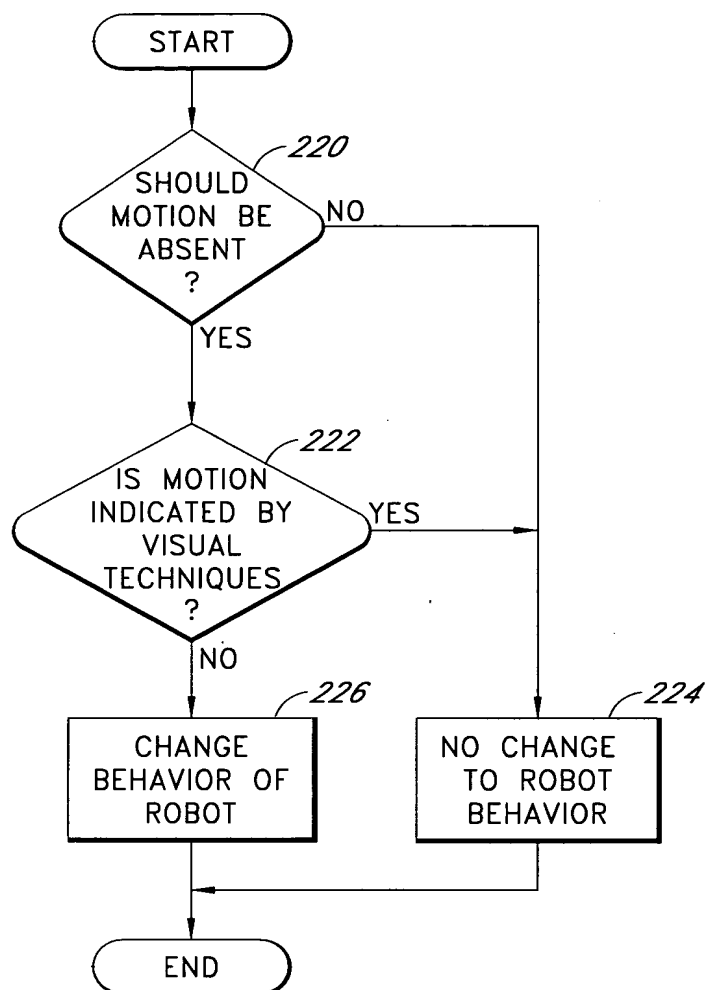 START
220
SHOULD
MOTION BE
ABSENT
?
NO
YES
222
IS MOTION
INDICATED BY
VISUAL
TECHNIQUES
?
YES
NO
226
CHANGE
BEHAVIOR OF
ROBOT
224
NO CHANGE
TO ROBOT
BEHAVIOR
END